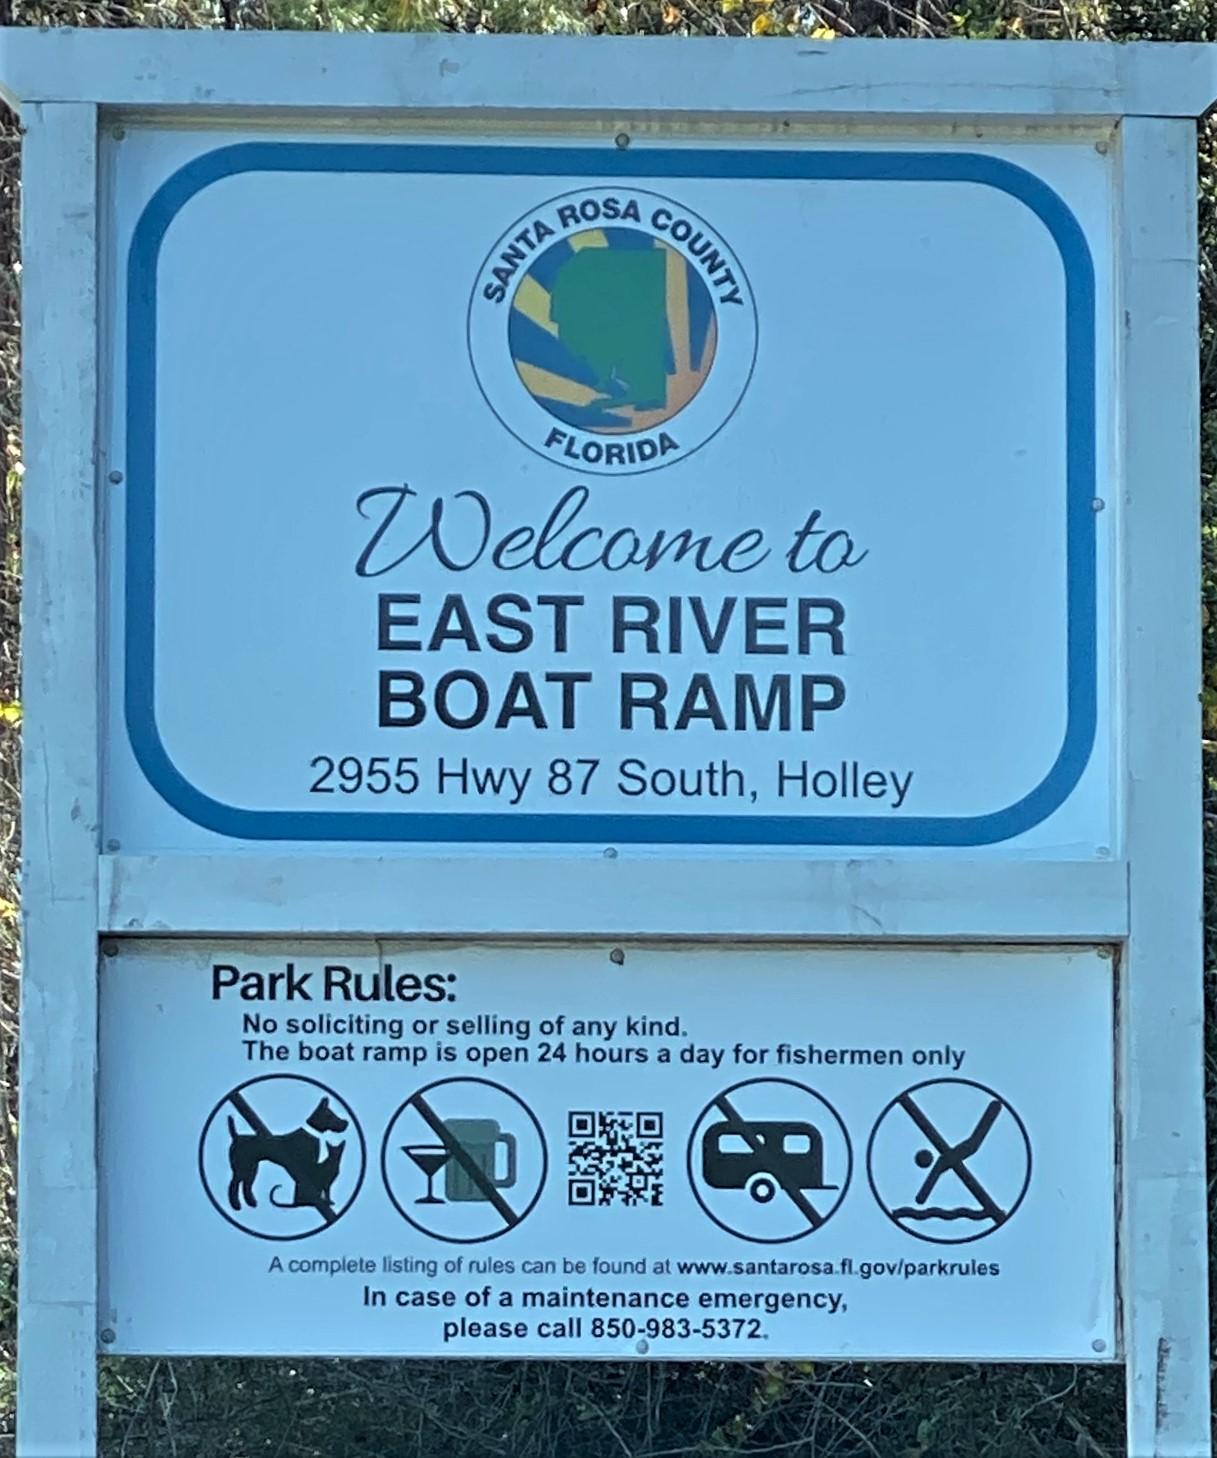 SANTA ROSA COUNTY
FLORIDA
Welcome to
EAST RIVER
BOAT RAMP
2955 Hwy 87 South, Holley
Park Rules:
No soliciting or selling of any kind.
The boat ramp is open 24 hours a day for fishermen only
A complete listing of rules can be found at www.santarosa.fl.gov/parkrules
In case of a maintenance emergency,
please call 850-983-5372.